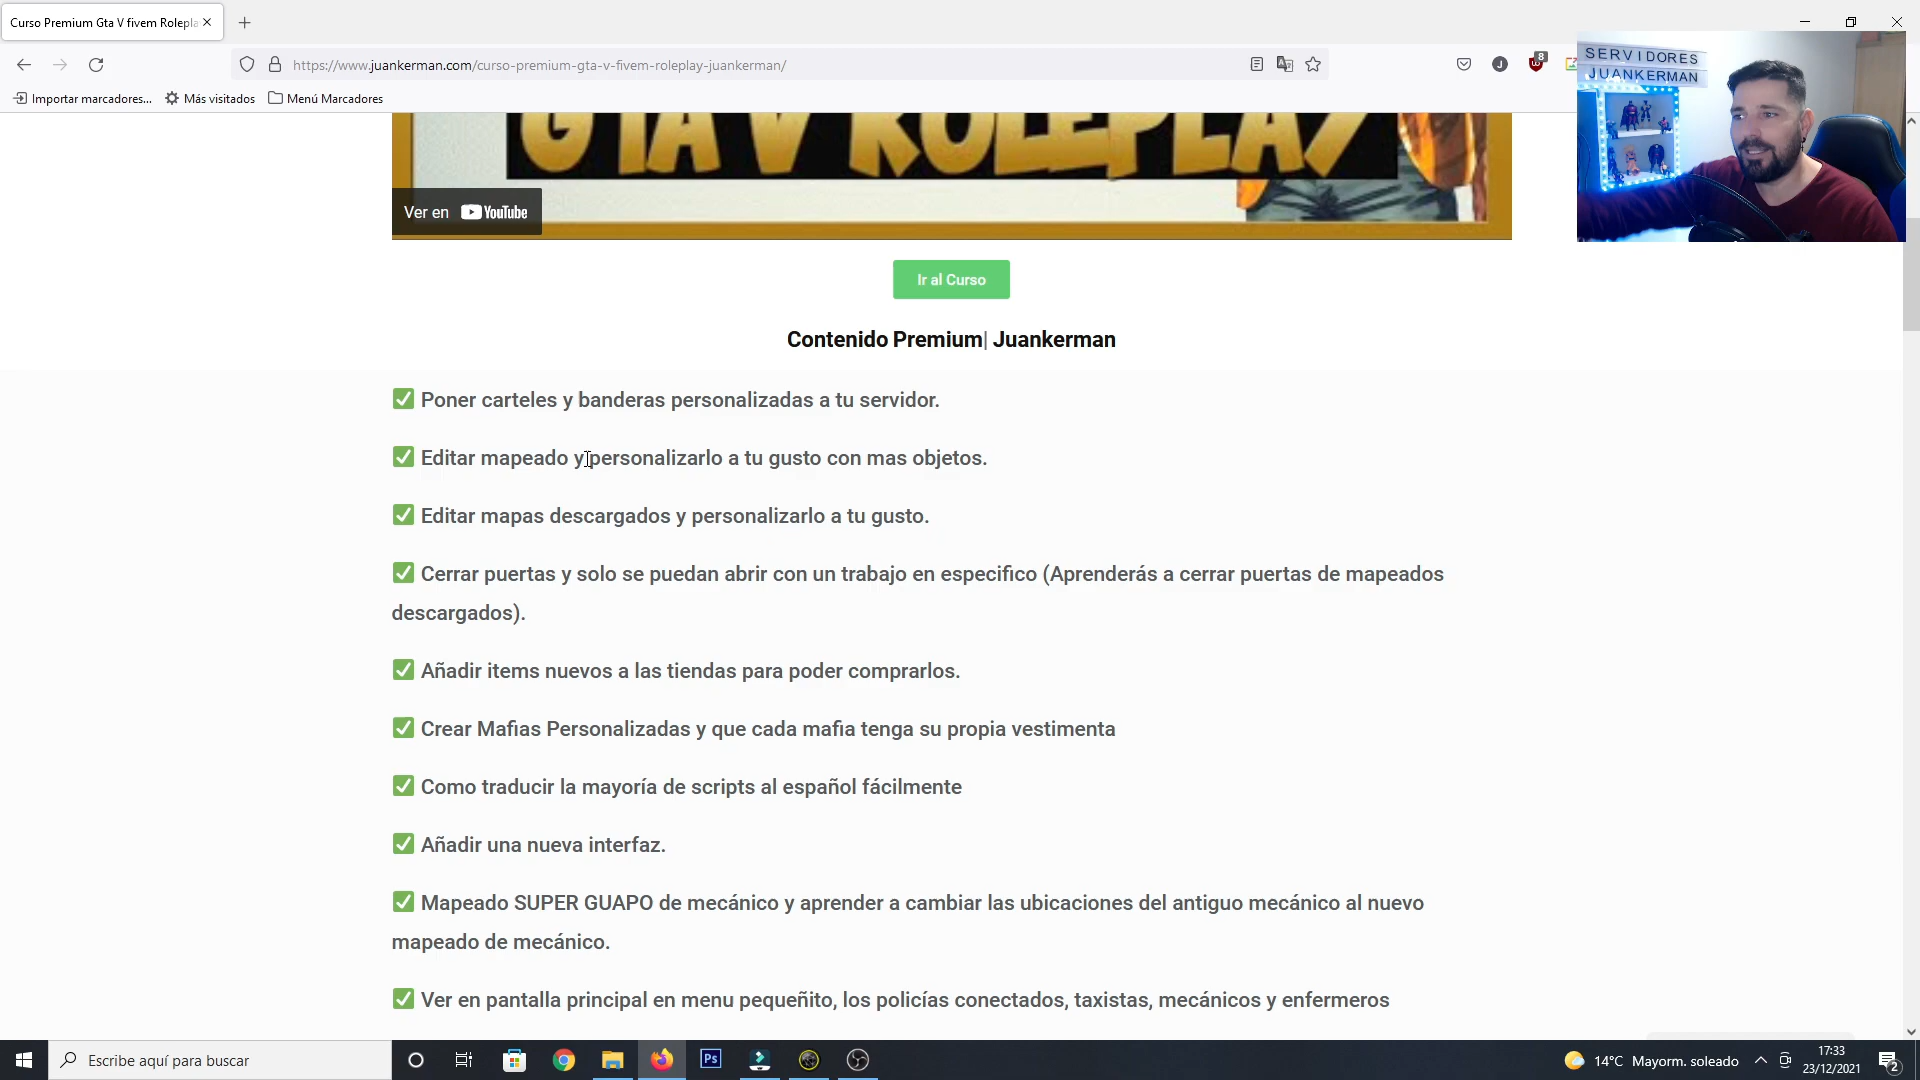 Curso Premium Gta V fivem Rolepla
https://www.juankerman.com/curso-premium-gta-v-fivem-roleplay-juankerman/
8
J
Importar marcadores...
Más visitados
Menú Marcadores
SERVIDORES
JUANKERMAN
GTA V ROLEPLAY
Ver en YouTube
Ir al Curso
Contenido Premium| Juankerman
✅ Poner carteles y banderas personalizadas a tu servidor.
✅ Editar mapeado y personalizarlo a tu gusto con mas objetos.
✅ Editar mapas descargados y personalizarlo a tu gusto.
✅ Cerrar puertas y solo se puedan abrir con un trabajo en especifico (Aprenderás a cerrar puertas de mapeados
descargados).
✅ Añadir items nuevos a las tiendas para poder comprarlos.
✅ Crear Mafias Personalizadas y que cada mafia tenga su propia vestimenta
✅ Como traducir la mayoría de scripts al español fácilmente
✅ Añadir una nueva interfaz.
✅ Mapeado SUPER GUAPO de mecánico y aprender a cambiar las ubicaciones del antiguo mecánico al nuevo
mapeado de mecánico.
✅ Ver en pantalla principal en menu pequeñito, los policías conectados, taxistas, mecánicos y enfermeros
Escribe aquí para buscar
Ps
14°C Mayorm. soleado
17:33
23/12/2021
2